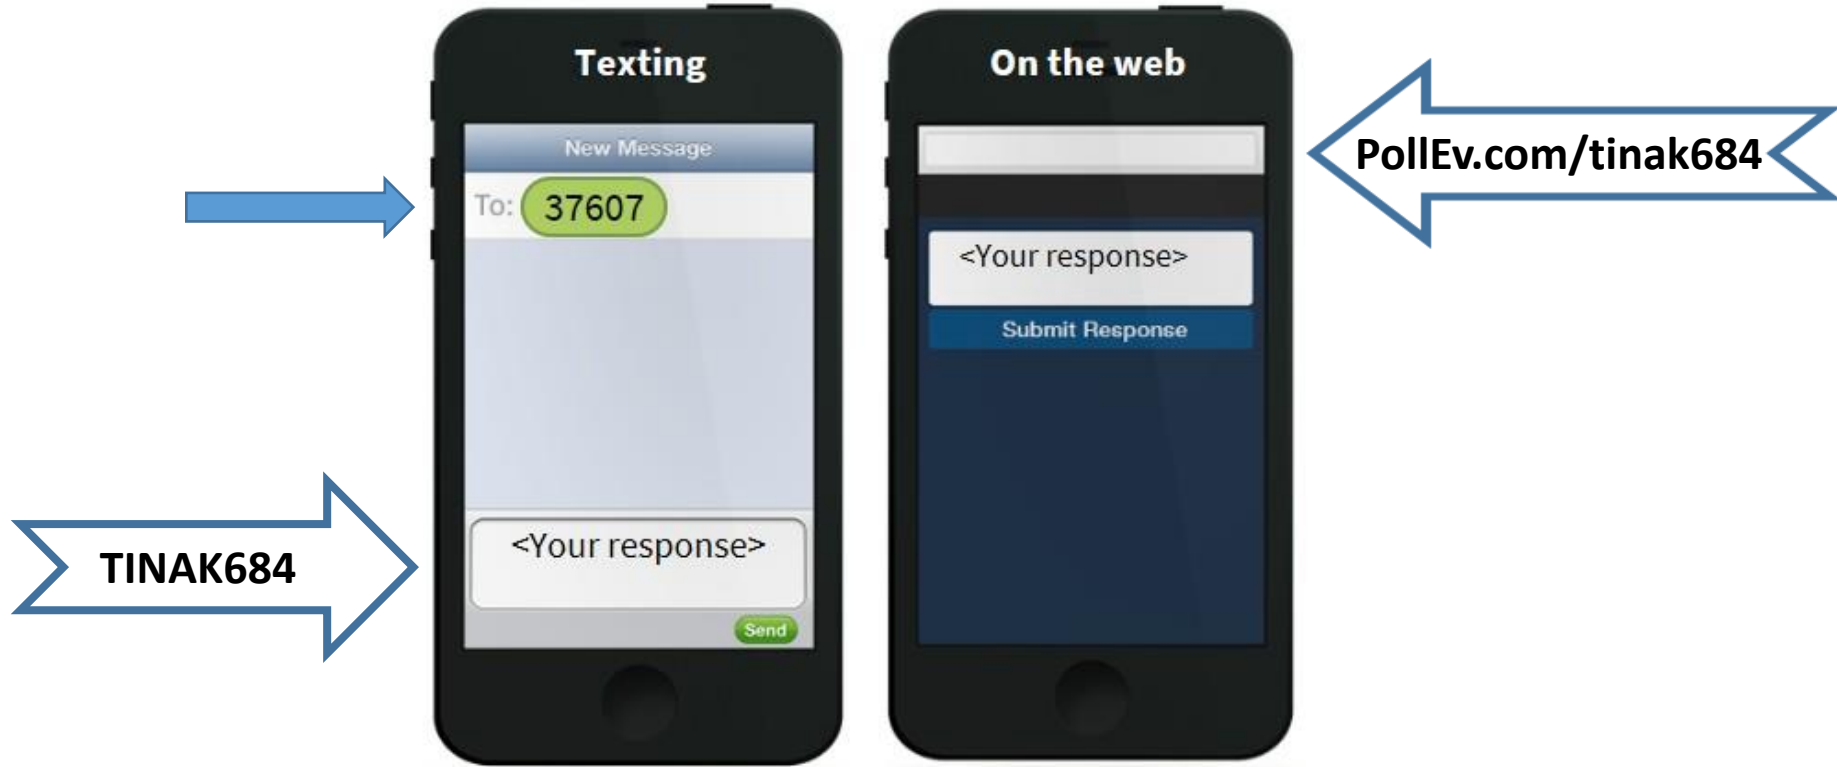 Texting
New Message
To: 37607
TINAK684
<Your response>
Send
On the web
PollEv.com/tinak684
<Your response>
Submit Response